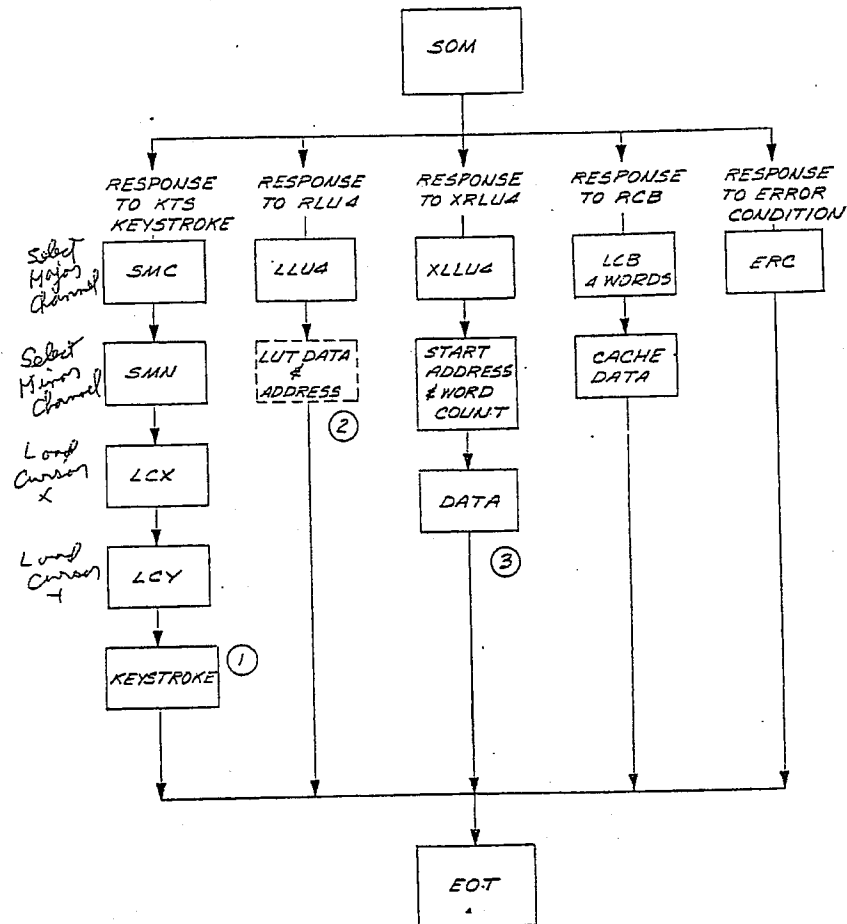 SOM
RESPONSE
TO KTS
KEYSTROKE
RESPONSE
TO RLU4
RESPONSE
TO XRLU4
RESPONSE
TO RCB
RESPONSE
TO ERROR
CONDITION
Select
Major
Channel
SMC
Select
Minor
Channel
SMN
Load
Cursor
X
LCX
Load
Cursor
LCY
KEYSTROKE
1
LLU4
LUT DATA
&
ADDRESS
2
XLLU4
START
ADDRESS
& WORD
COUNT
DATA
3
LCB
4 WORDS
CACHE
DATA
ERC
EOT